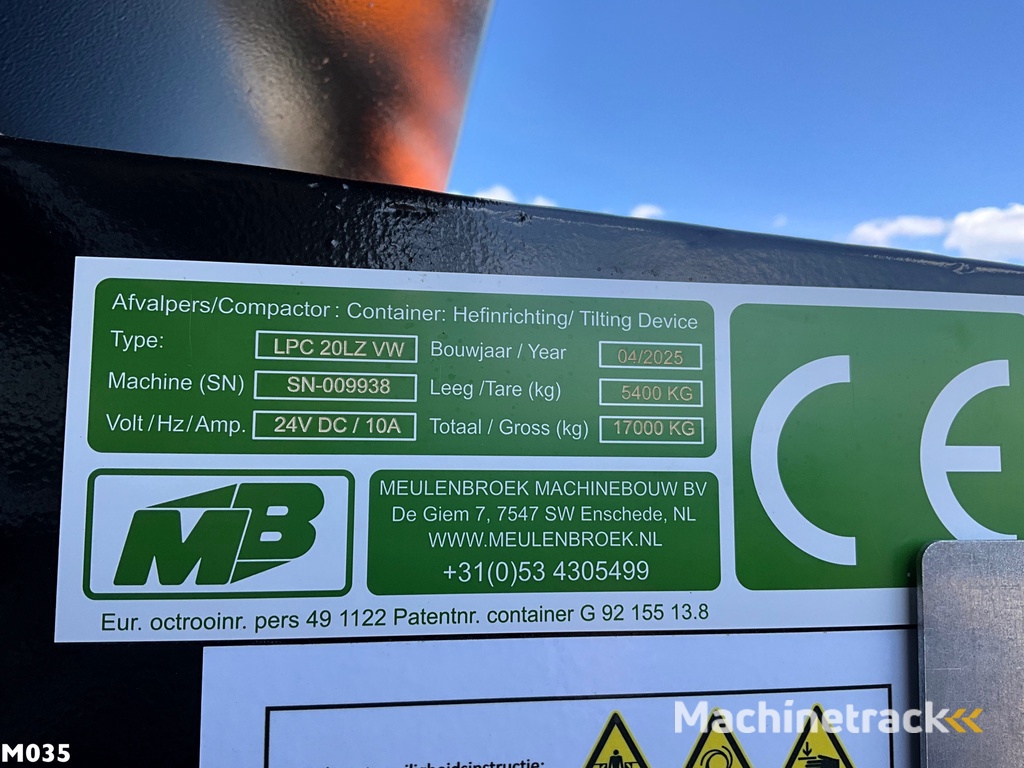 Afvalpers/Compactor : Container: Hefinrichting/ Tilting Device
Type: LPC 20LZ VW Bouwjaar / Year 04/2025
Machine (SN) SN-009938 Leeg /Tare (kg) 5400 KG
Volt/Hz/Amp. 24V DC / 10A Totaal / Gross (kg) 17000 KG
CE
MB
MEULENBROEK MACHINEBOUW BV
De Giem 7, 7547 SW Enschede, NL
WWW.MEULENBROEK.NL
+31(0)53 4305499
Eur. octrooinr. pers 49 1122 Patentnr. container G 92 155 13.8
Machinetrack
M035